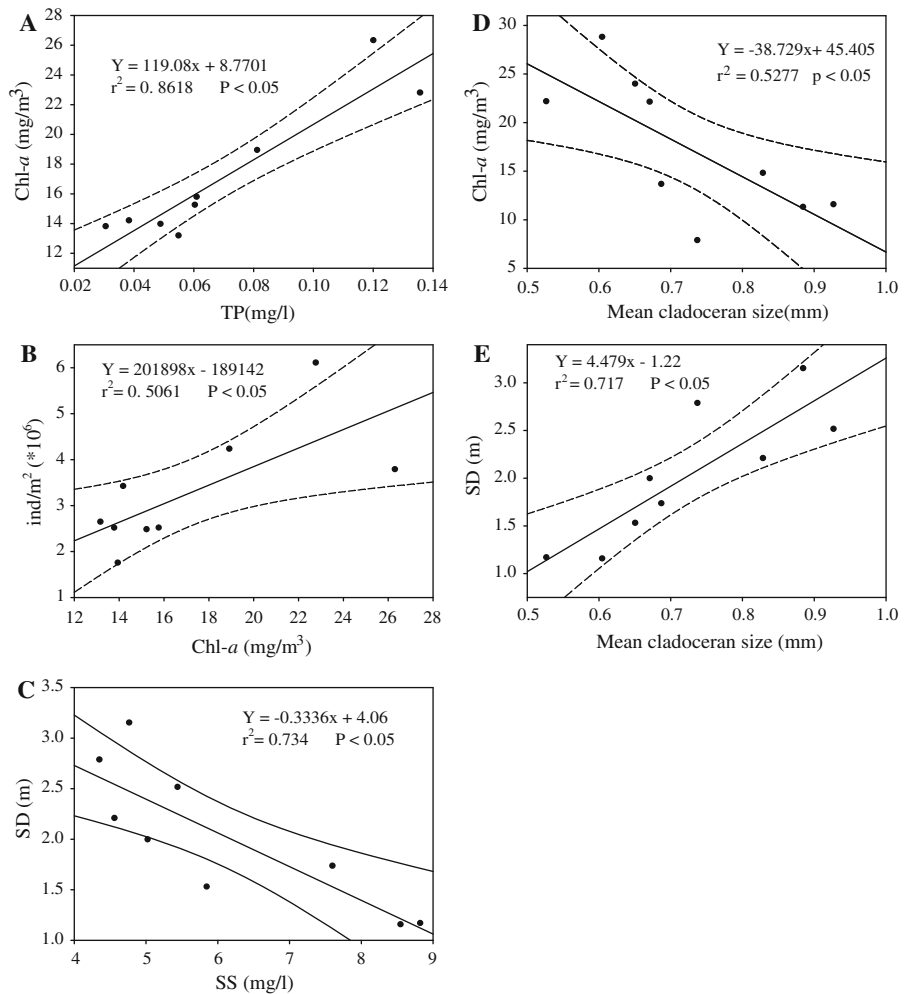 A
Y = 119.08x + 8.7701
r² = 0. 8618 P < 0.05
Chl-a (mg/m³)
28
26
24
22
20
18
16
14
12
0.02 0.04 0.06 0.08 0.10 0.12 0.14
TP(mg/l)
D
Y = -38.729x+ 45.405
r² = 0.5277 p < 0.05
Chl-a (mg/m³)
30
25
20
15
10
5
0.5 0.6 0.7 0.8 0.9 1.0
Mean cladoceran size(mm)
B
Y = 201898x - 189142
r²= 0. 5061 P < 0.05
ind/m² (*10⁶)
6
5
4
3
2
1
12 14 16 18 20 22 24 26 28
Chl-a (mg/m³)
E
Y = 4.479x - 1.22
r² = 0.717 P < 0.05
SD (m)
3.0
2.5
2.0
1.5
1.0
0.5 0.6 0.7 0.8 0.9 1.0
Mean cladoceran size (mm)
C
Y = -0.3336x + 4.06
r²= 0.734 P < 0.05
SD (m)
3.5
3.0
2.5
2.0
1.5
1.0
4 5 6 7 8 9
SS (mg/l)